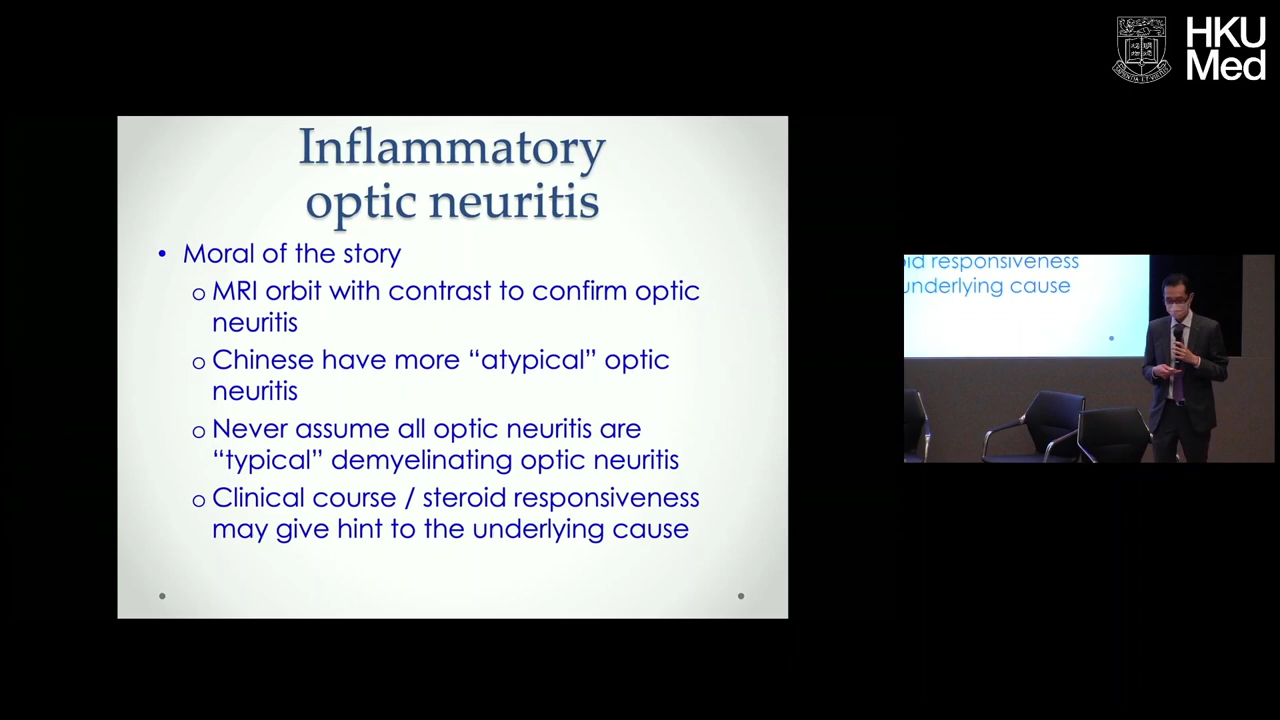 HKU
Med
Inflammatory
optic neuritis
• Moral of the story
o MRI orbit with contrast to confirm optic
neuritis
o Chinese have more “atypical” optic
neuritis
o Never assume all optic neuritis are
“typical” demyelinating optic neuritis
o Clinical course / steroid responsiveness
may give hint to the underlying cause
responsiveness
underlying cause